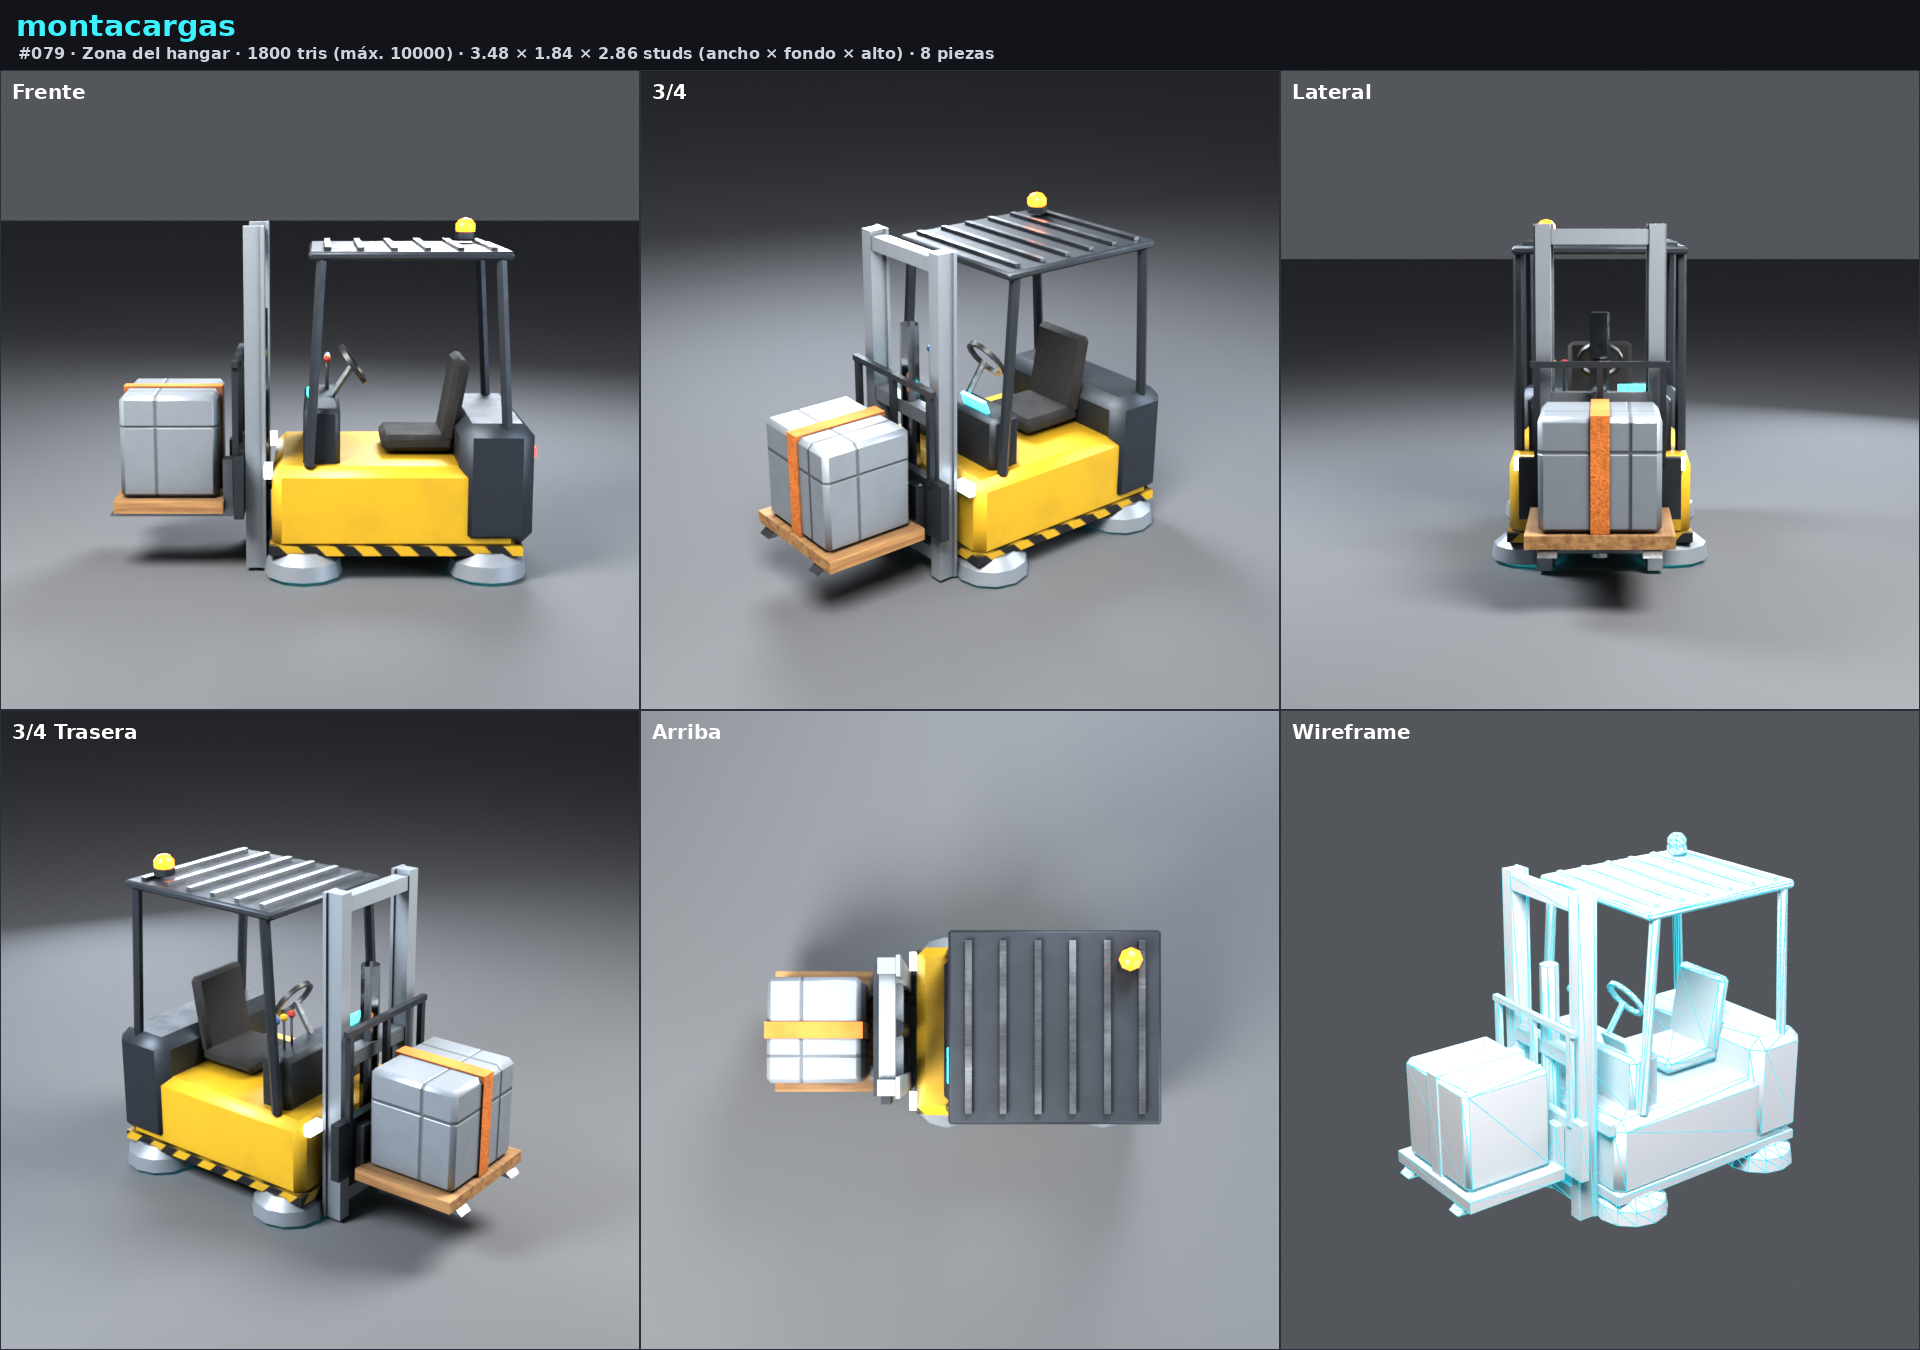 montacargas
#079 · Zona del hangar · 1800 tris (máx. 10000) · 3.48 × 1.84 × 2.86 studs (ancho × fondo × alto) · 8 piezas
Frente
3/4
Lateral
3/4 Trasera
Arriba
Wireframe